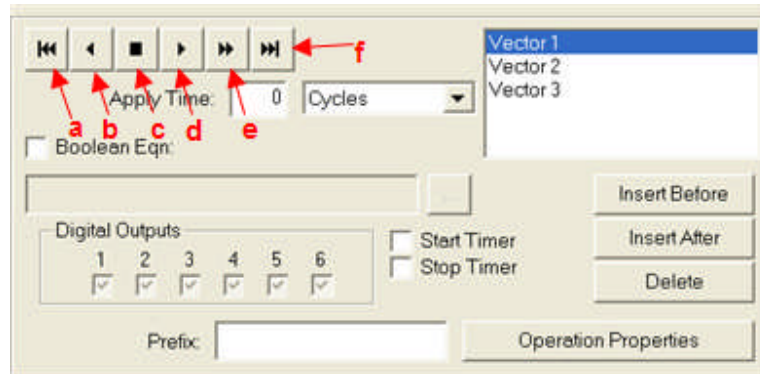 f
Vector 1
Vector 2
Vector 3
Apply Time: 0 Cycles
a b c d e
Boolean Eqn:
...
Insert Before
Digital Outputs
1 2 3 4 5 6
Start Timer
Stop Timer
Insert After
Delete
Prefix:
Operation Properties